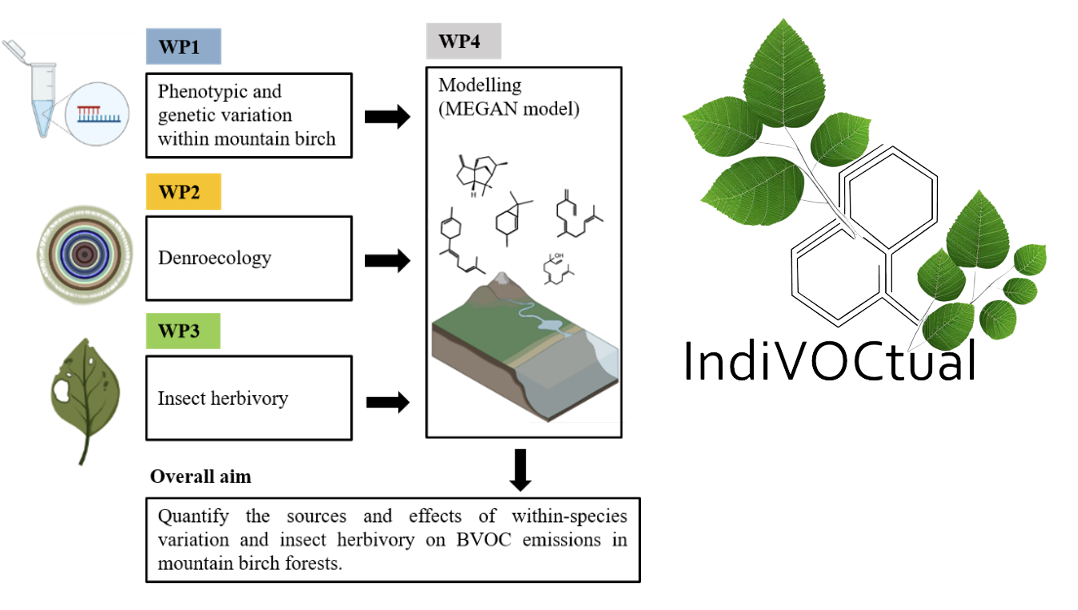 WP1
Phenotypic and
genetic variation
within mountain birch
WP2
Denroecology
WP3
Insect herbivory
WP4
Modelling
(MEGAN model)
H
OH
Overall aim
Quantify the sources and effects of within-species
variation and insect herbivory on BVOC emissions in
mountain birch forests.
IndiVOCtual